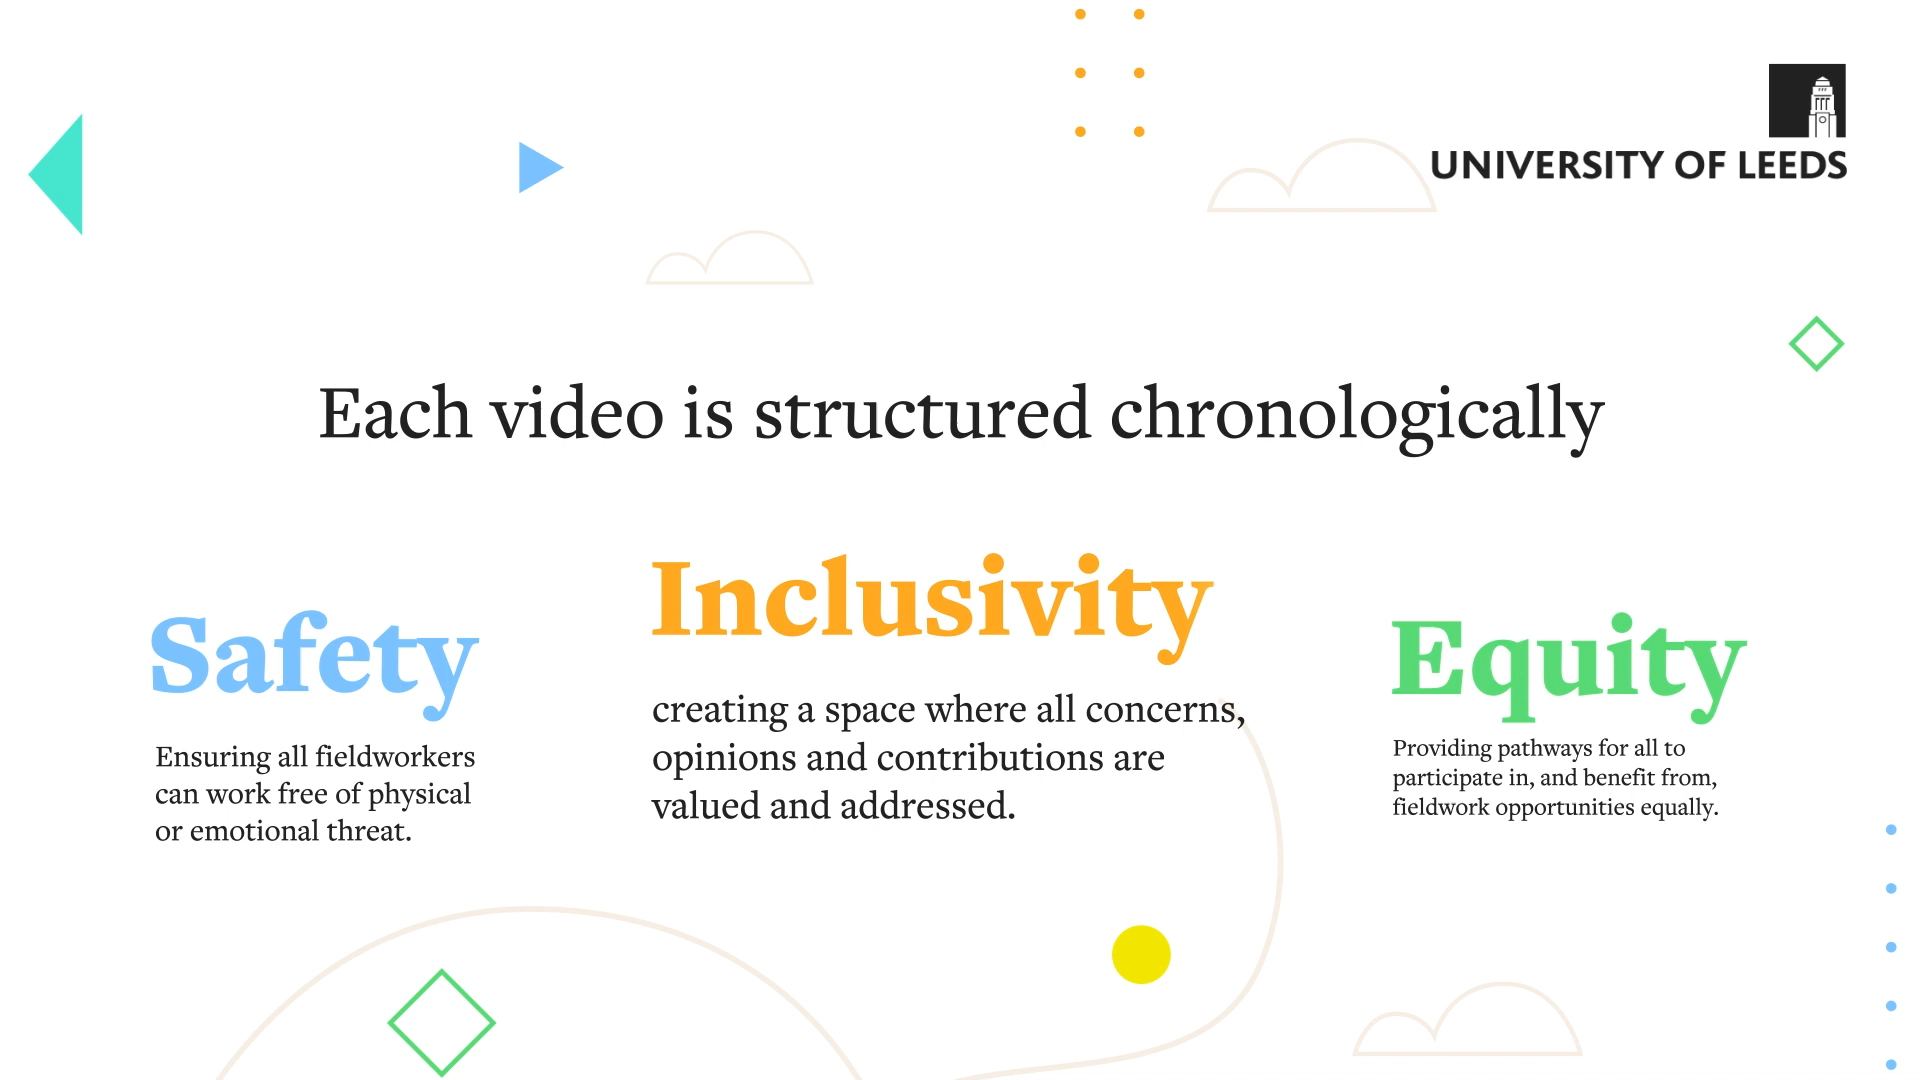 UNIVERSITY OF LEEDS
Each video is structured chronologically
Safety
Ensuring all fieldworkers
can work free of physical
or emotional threat.
Inclusivity
creating a space where all concerns,
opinions and contributions are
valued and addressed.
Equity
Providing pathways for all to
participate in, and benefit from,
fieldwork opportunities equally.